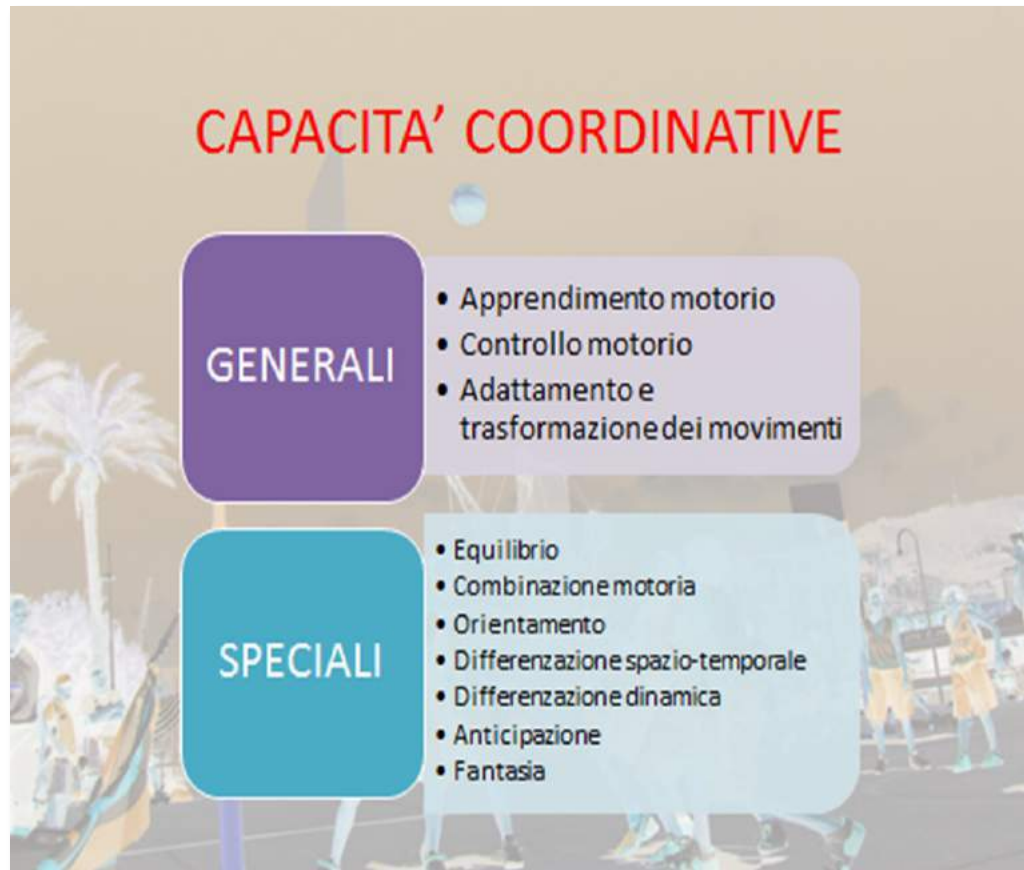 CAPACITA’ COORDINATIVE
GENERALI
• Apprendimento motorio
• Controllo motorio
• Adattamento e
trasformazione dei movimenti
SPECIALI
• Equilibrio
• Combinazione motoria
• Orientamento
• Differenzazione spazio-temporale
• Differenzazione dinamica
• Anticipazione
• Fantasia